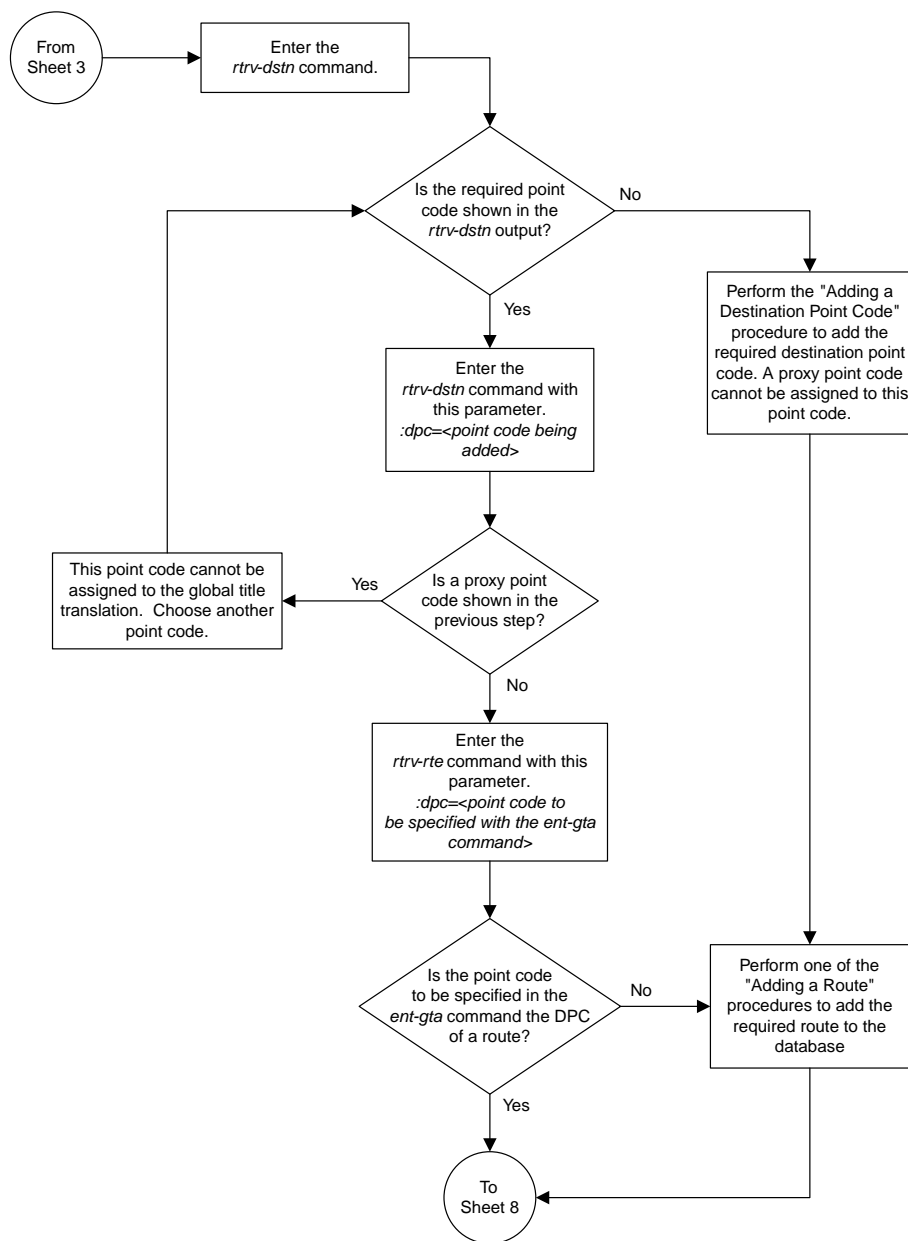 From
Sheet 3
Enter the
rtrv-dstn command.
Is the required point
code shown in the
rtrv-dstn output?
No
Yes
Perform the "Adding a
Destination Point Code"
procedure to add the
required destination point
code. A proxy point code
cannot be assigned to this
point code.
Enter the
rtrv-dstn command with
this parameter.
:dpc=<point code being
added>
Is a proxy point
code shown in the
previous step?
Yes
This point code cannot be
assigned to the global title
translation. Choose another
point code.
No
Enter the
rtrv-rte command with this
parameter.
:dpc=<point code to
be specified with the ent-gta
command>
Is the point code
to be specified in the
ent-gta command the DPC
of a route?
No
Perform one of the
"Adding a Route"
procedures to add the
required route to the
database
Yes
To
Sheet 8